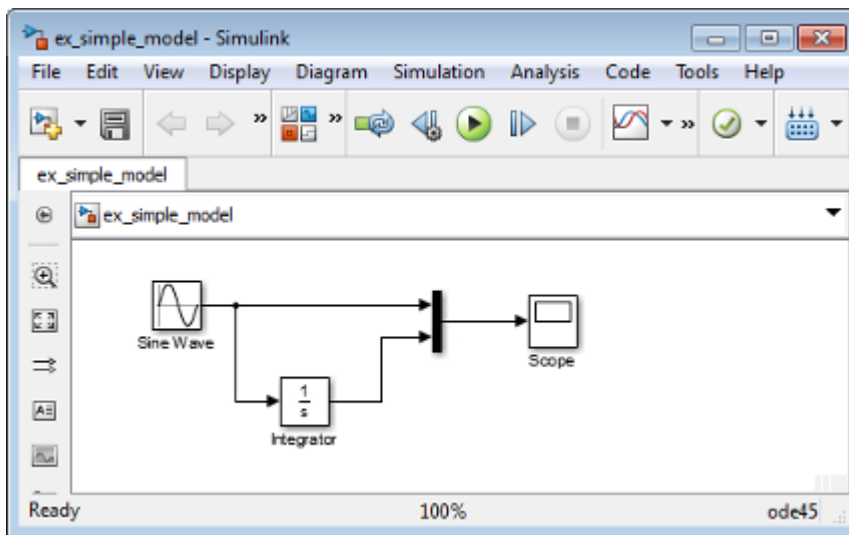 ex_simple_model - Simulink
File Edit View Display Diagram Simulation Analysis Code Tools Help
ex_simple_model
ex_simple_model
Sine Wave
Scope
1
s
Integrator
Ready 100% ode45